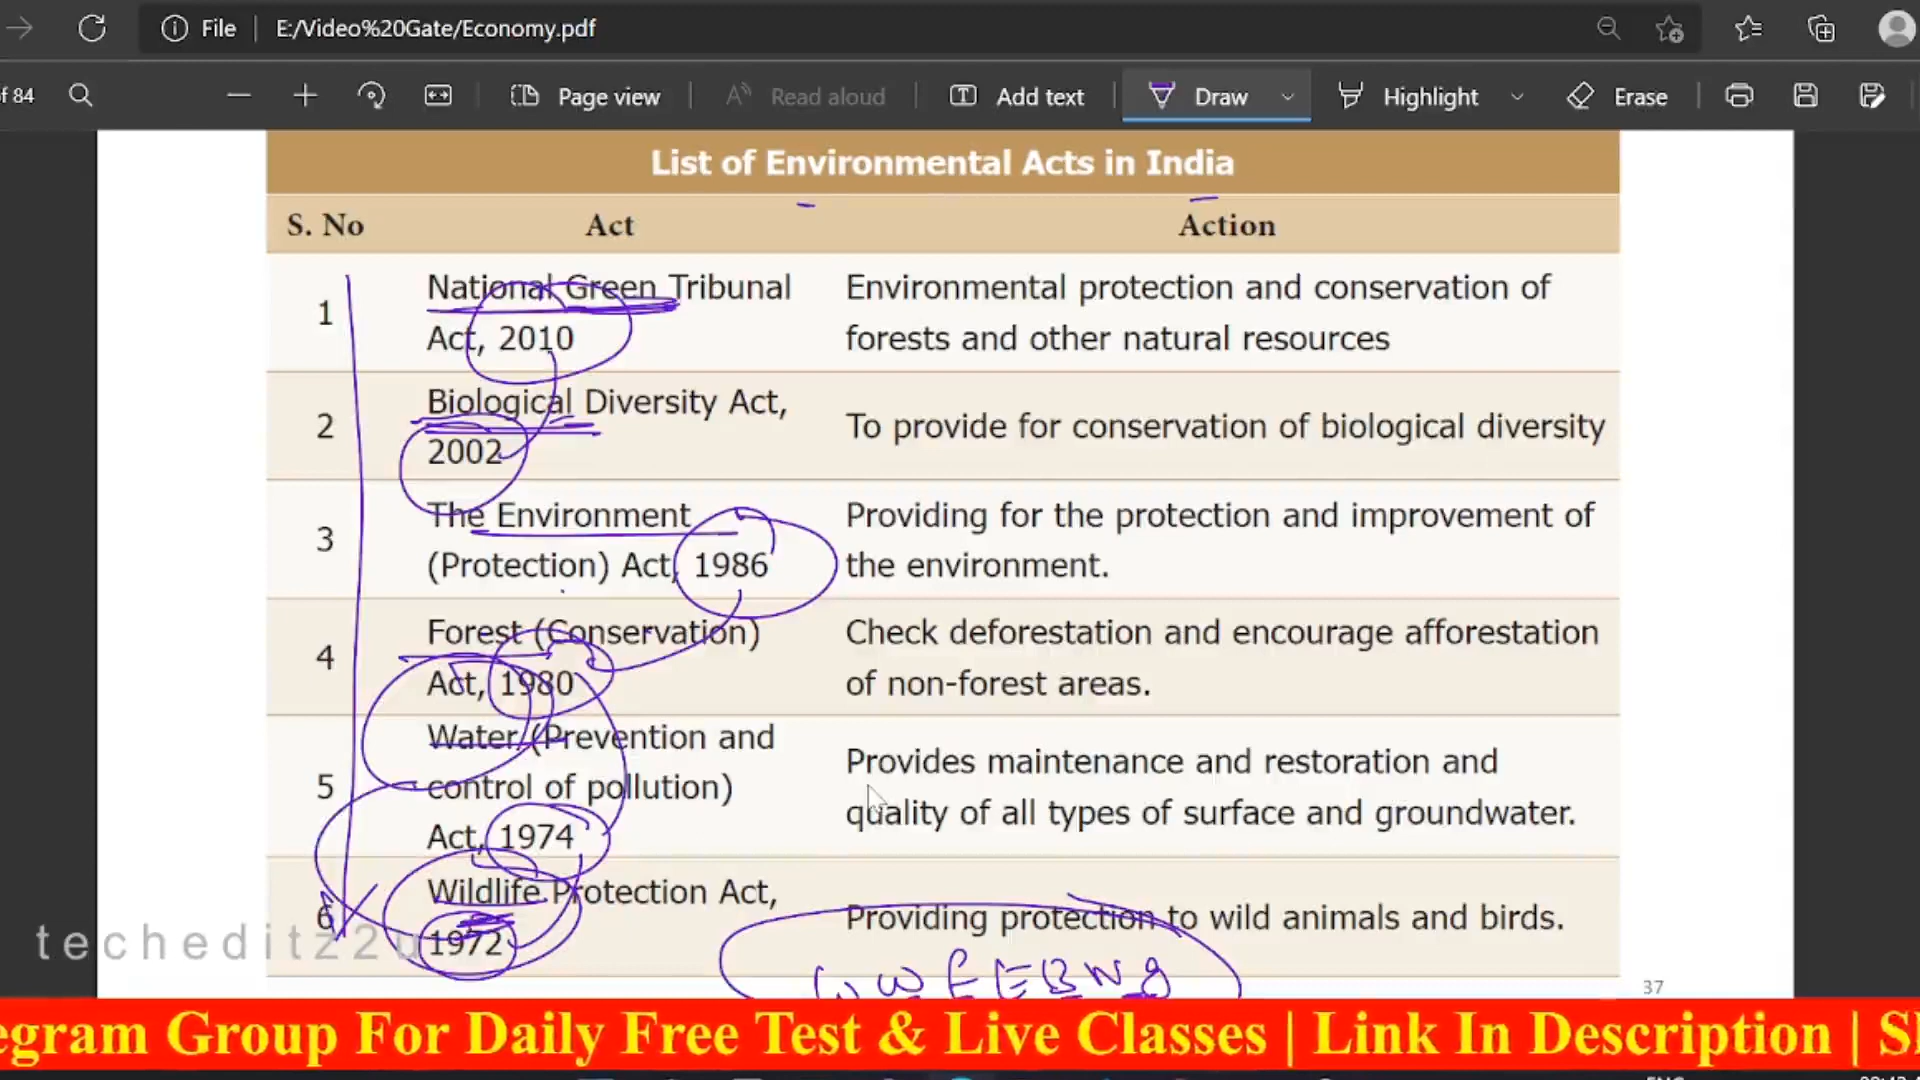 File E:/Video%20Gate/Economy.pdf
f 84 Page view Read aloud Add text Draw Highlight Erase
List of Environmental Acts in India
S. No Act Action
1 National Green Tribunal Act, 2010 Environmental protection and conservation of forests and other natural resources
2 Biological Diversity Act, 2002 To provide for conservation of biological diversity
3 The Environment (Protection) Act, 1986 Providing for the protection and improvement of the environment.
4 Forest (Conservation) Act, 1980 Check deforestation and encourage afforestation of non-forest areas.
5 Water (Prevention and control of pollution) Act, 1974 Provides maintenance and restoration and quality of all types of surface and groundwater.
6 Wildlife Protection Act, 1972 Providing protection to wild animals and birds.
techeditz2u
37
egram Group For Daily Free Test & Live Classes | Link In Description | S